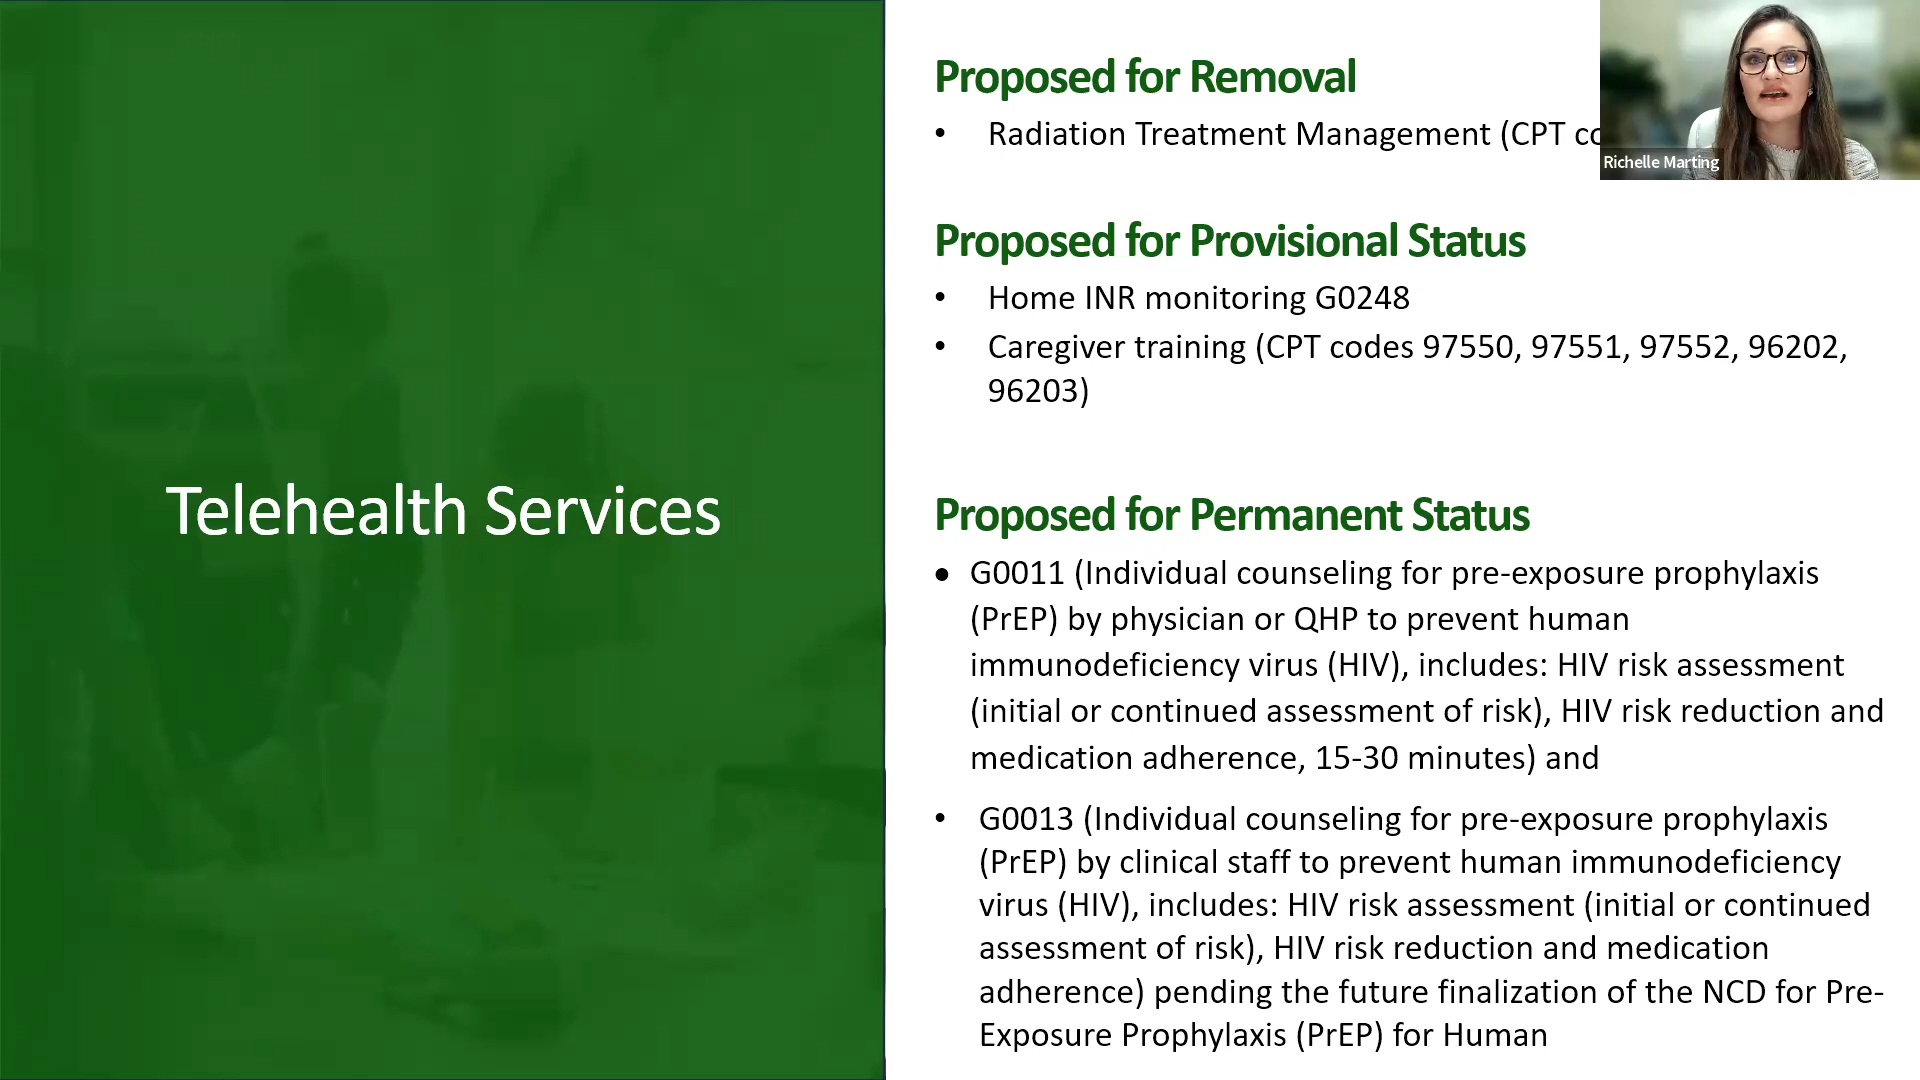 Telehealth Services
Proposed for Removal
• Radiation Treatment Management (CPT
Richelle Marting
Proposed for Provisional Status
• Home INR monitoring G0248
• Caregiver training (CPT codes 97550, 97551, 97552, 96202,
96203)
Proposed for Permanent Status
• G0011 (Individual counseling for pre-exposure prophylaxis
(PrEP) by physician or QHP to prevent human
immunodeficiency virus (HIV), includes: HIV risk assessment
(initial or continued assessment of risk), HIV risk reduction and
medication adherence, 15-30 minutes) and
• G0013 (Individual counseling for pre-exposure prophylaxis
(PrEP) by clinical staff to prevent human immunodeficiency
virus (HIV), includes: HIV risk assessment (initial or continued
assessment of risk), HIV risk reduction and medication
adherence) pending the future finalization of the NCD for Pre-
Exposure Prophylaxis (PrEP) for Human